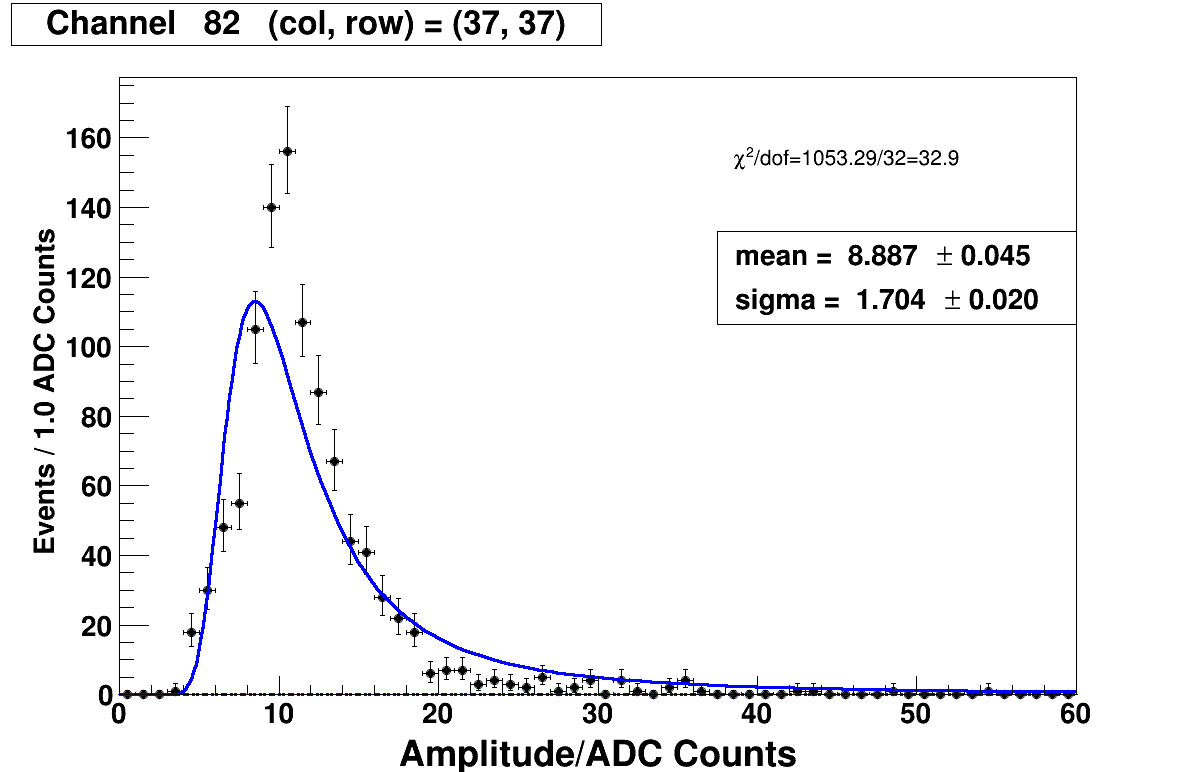 Channel 82 (col, row) = (37, 37)
χ²/dof=1053.29/32=32.9
mean = 8.887 ± 0.045
sigma = 1.704 ± 0.020
Events / 1.0 ADC Counts
160
140
120
100
80
60
40
20
0
0 10 20 30 40 50 60
Amplitude/ADC Counts